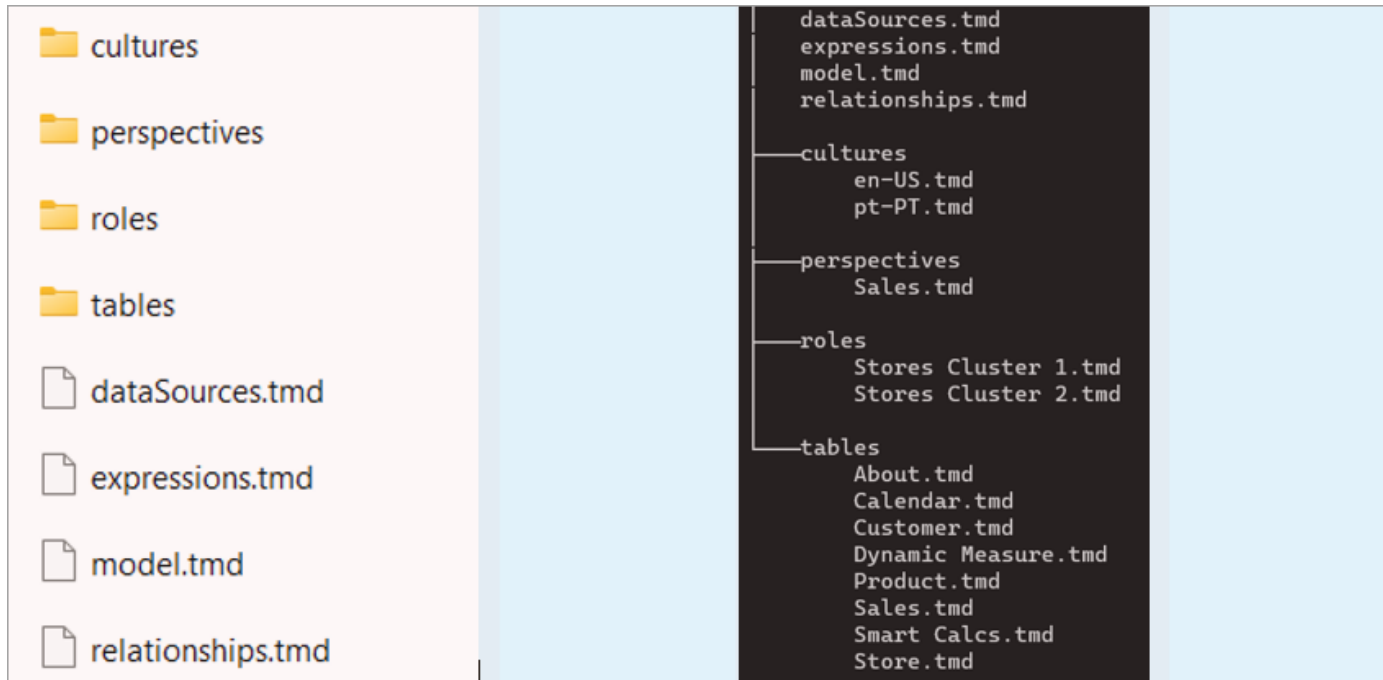 cultures
perspectives
roles
tables
dataSources.tmd
expressions.tmd
model.tmd
relationships.tmd
dataSources.tmd
expressions.tmd
model.tmd
relationships.tmd
cultures
en-US.tmd
pt-PT.tmd
perspectives
Sales.tmd
roles
Stores Cluster 1.tmd
Stores Cluster 2.tmd
tables
About.tmd
Calendar.tmd
Customer.tmd
Dynamic Measure.tmd
Product.tmd
Sales.tmd
Smart Calcs.tmd
Store.tmd